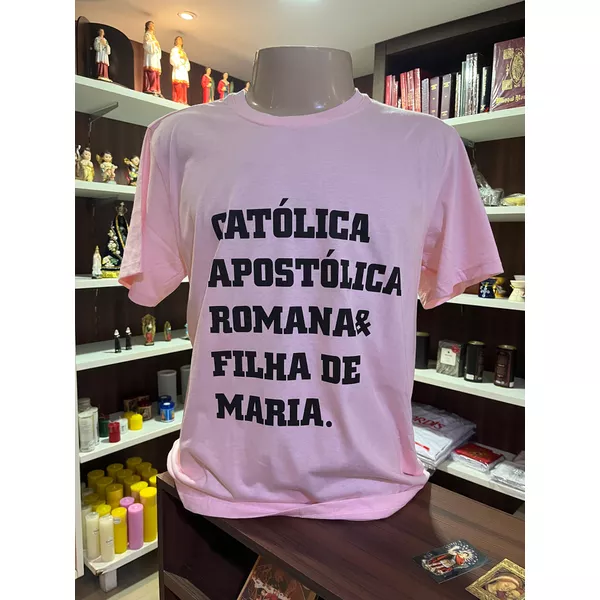 CATÓLICA
APOSTÓLICA
ROMANA&
FILHA DE
MARIA.